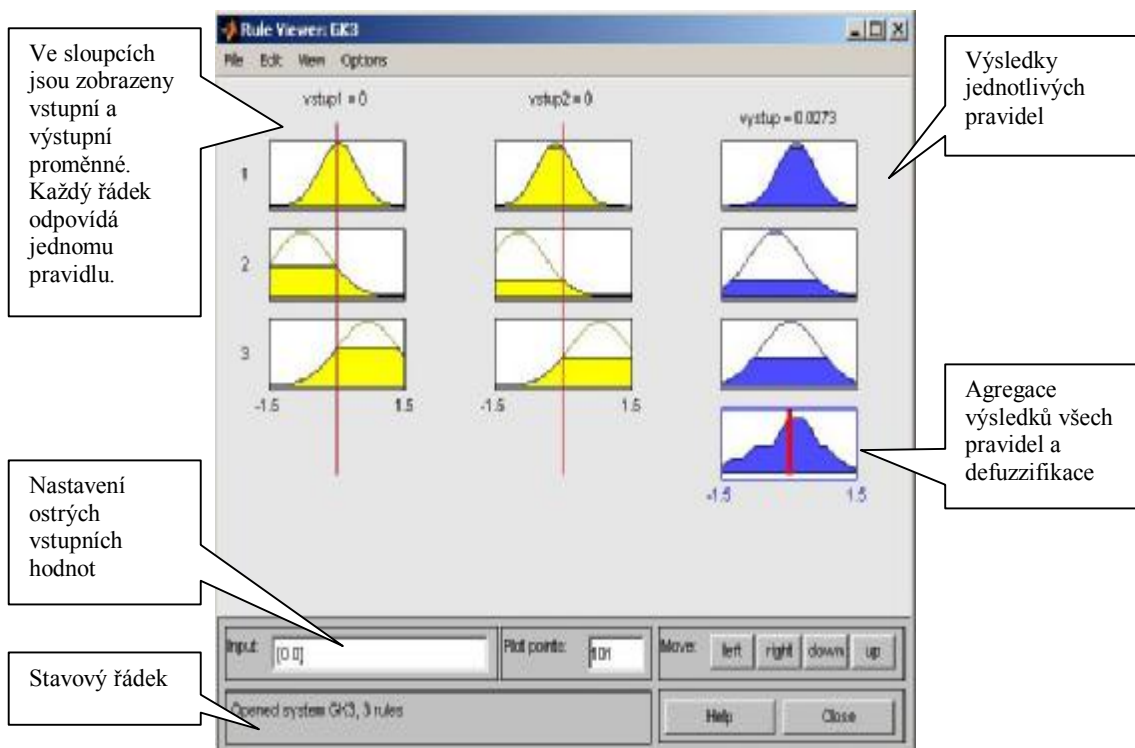 Rule Viewer: GK3
File Edit View Options
Ve sloupcích
jsou zobrazeny
vstupní a
výstupní
proměnné.
Každý řádek
odpovídá
jednomu
pravidlu.
Výsledky
jednotlivých
pravidel
vstup1 = 0
vstup2 = 0
vystup = 0.0273
1
2
3
-1.5
1.5
-1.5
1.5
-1.5
1.5
Agregace
výsledků všech
pravidel a
defuzzifikace
Nastavení
ostrých
vstupních
hodnot
Input: [0 0]
Plot points: 101
Move: left right down up
Stavový řádek
Opened system GK3, 3 rules
Help Close